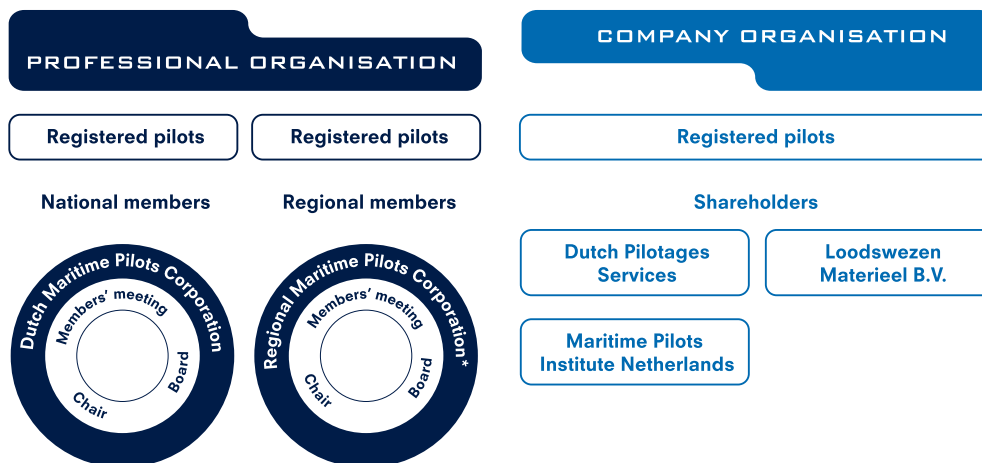 PROFESSIONAL ORGANISATION
COMPANY ORGANISATION
Registered pilots
Registered pilots
Registered pilots
National members
Regional members
Shareholders
Dutch Maritime Pilots Corporation
Members' meeting
Board
Chair
Regional Maritime Pilots Corporation*
Members' meeting
Board
Chair
Dutch Pilotages
Services
Loodswezen
Materieel B.V.
Maritime Pilots
Institute Netherlands